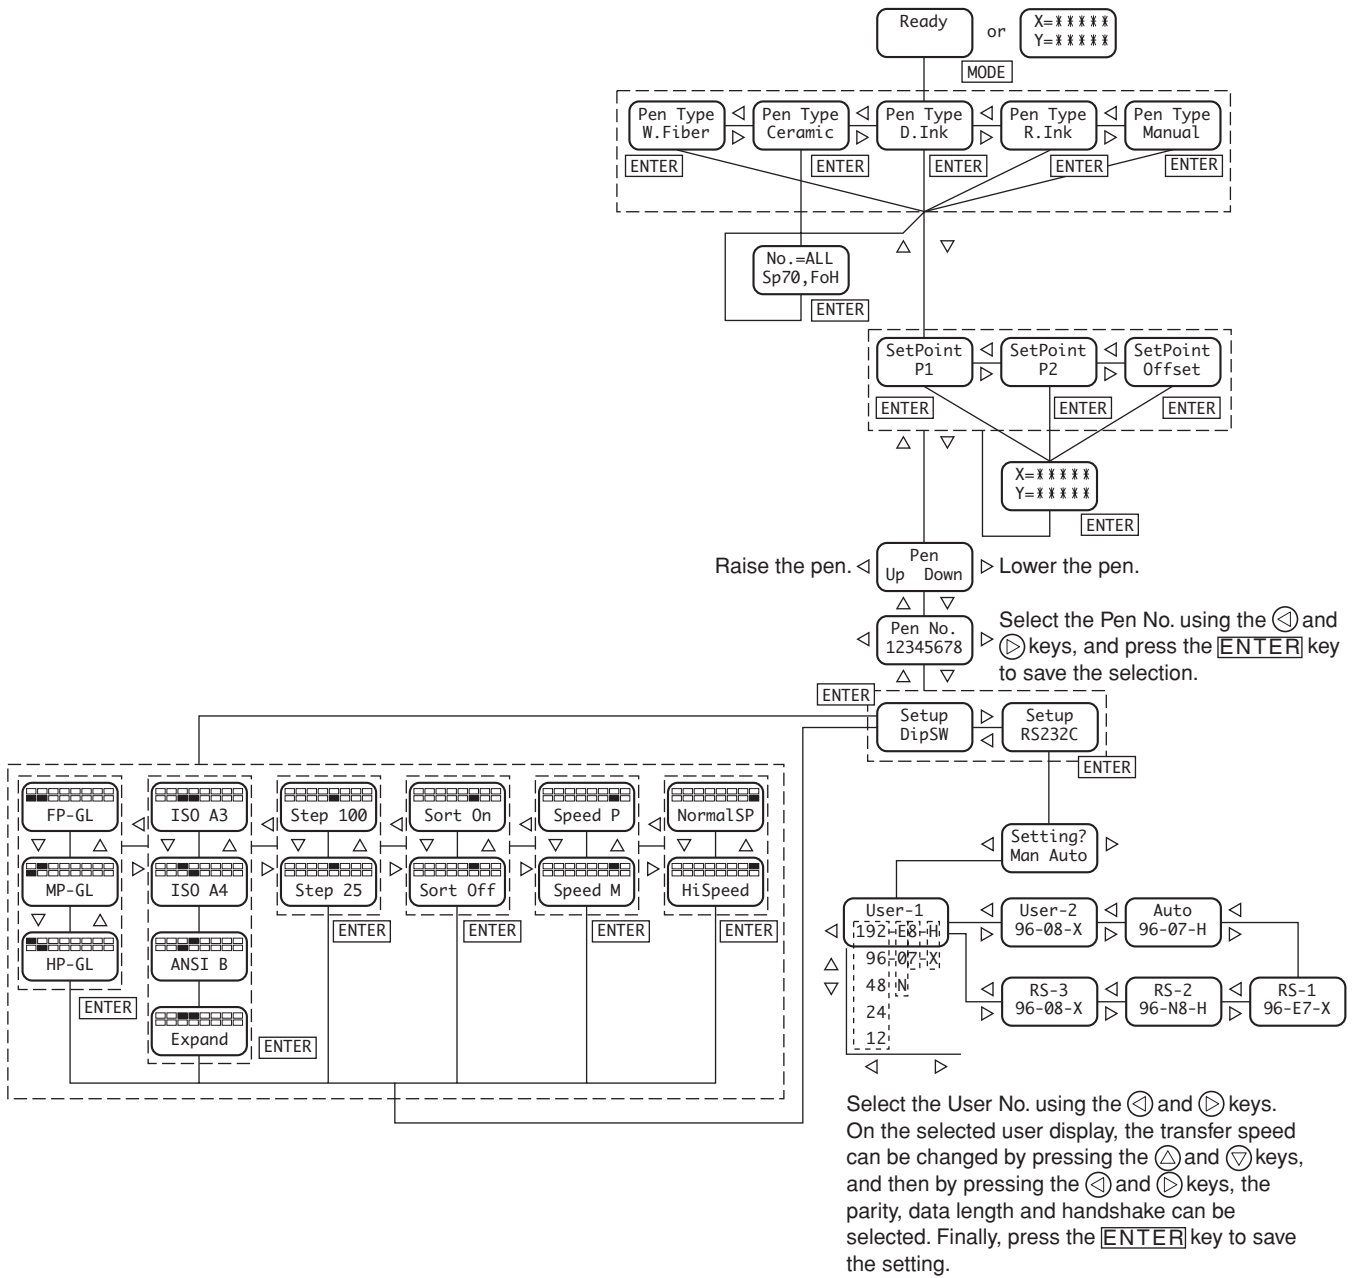 Ready
or
X=*****
Y=*****
MODE
Pen Type
W.Fiber
Pen Type
Ceramic
Pen Type
D.Ink
Pen Type
R.Ink
Pen Type
Manual
ENTER
ENTER
ENTER
ENTER
ENTER
No.=ALL
Sp70,FoH
ENTER
SetPoint
P1
SetPoint
P2
SetPoint
Offset
ENTER
ENTER
ENTER
X=*****
Y=*****
ENTER
Raise the pen.
Pen
Up Down
Lower the pen.
Pen No.
12345678
Select the Pen No. using the ◁ and
▷ keys, and press the ENTER key
to save the selection.
ENTER
Setup
DipSW
Setup
RS232C
ENTER
FP-GL
ISO A3
Step 100
Sort On
Speed P
NormalSP
MP-GL
ISO A4
Step 25
Sort Off
Speed M
HiSpeed
ENTER
ENTER
ENTER
ENTER
HP-GL
ANSI B
ENTER
Expand
ENTER
Setting?
Man Auto
User-1
192-E8-H
96-07-X
48 N
24
12
User-2
96-08-X
Auto
96-07-H
RS-3
96-08-X
RS-2
96-N8-H
RS-1
96-E7-X
Select the User No. using the ◁ and ▷ keys.
On the selected user display, the transfer speed
can be changed by pressing the △ and ▽ keys,
and then by pressing the ◁ and ▷ keys, the
parity, data length and handshake can be
selected. Finally, press the ENTER key to save
the setting.